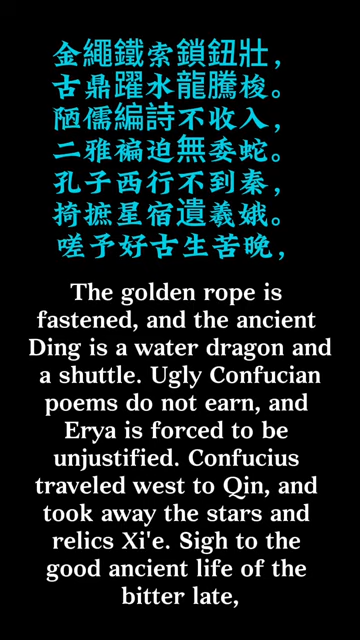 金繩鐵索鎖鈕壯，
古鼎躍水龍騰梭。
陋儒編詩不收入，
二雅褊迫無委蛇。
孔子西行不到秦，
掎摭星宿遺羲娥。
嗟予好古生苦晚，
The golden rope is
fastened, and the ancient
Ding is a water dragon and
a shuttle. Ugly Confucian
poems do not earn, and
Erya is forced to be
unjustified. Confucius
traveled west to Qin, and
took away the stars and
relics Xi'e. Sigh to the
good ancient life of the
bitter late,